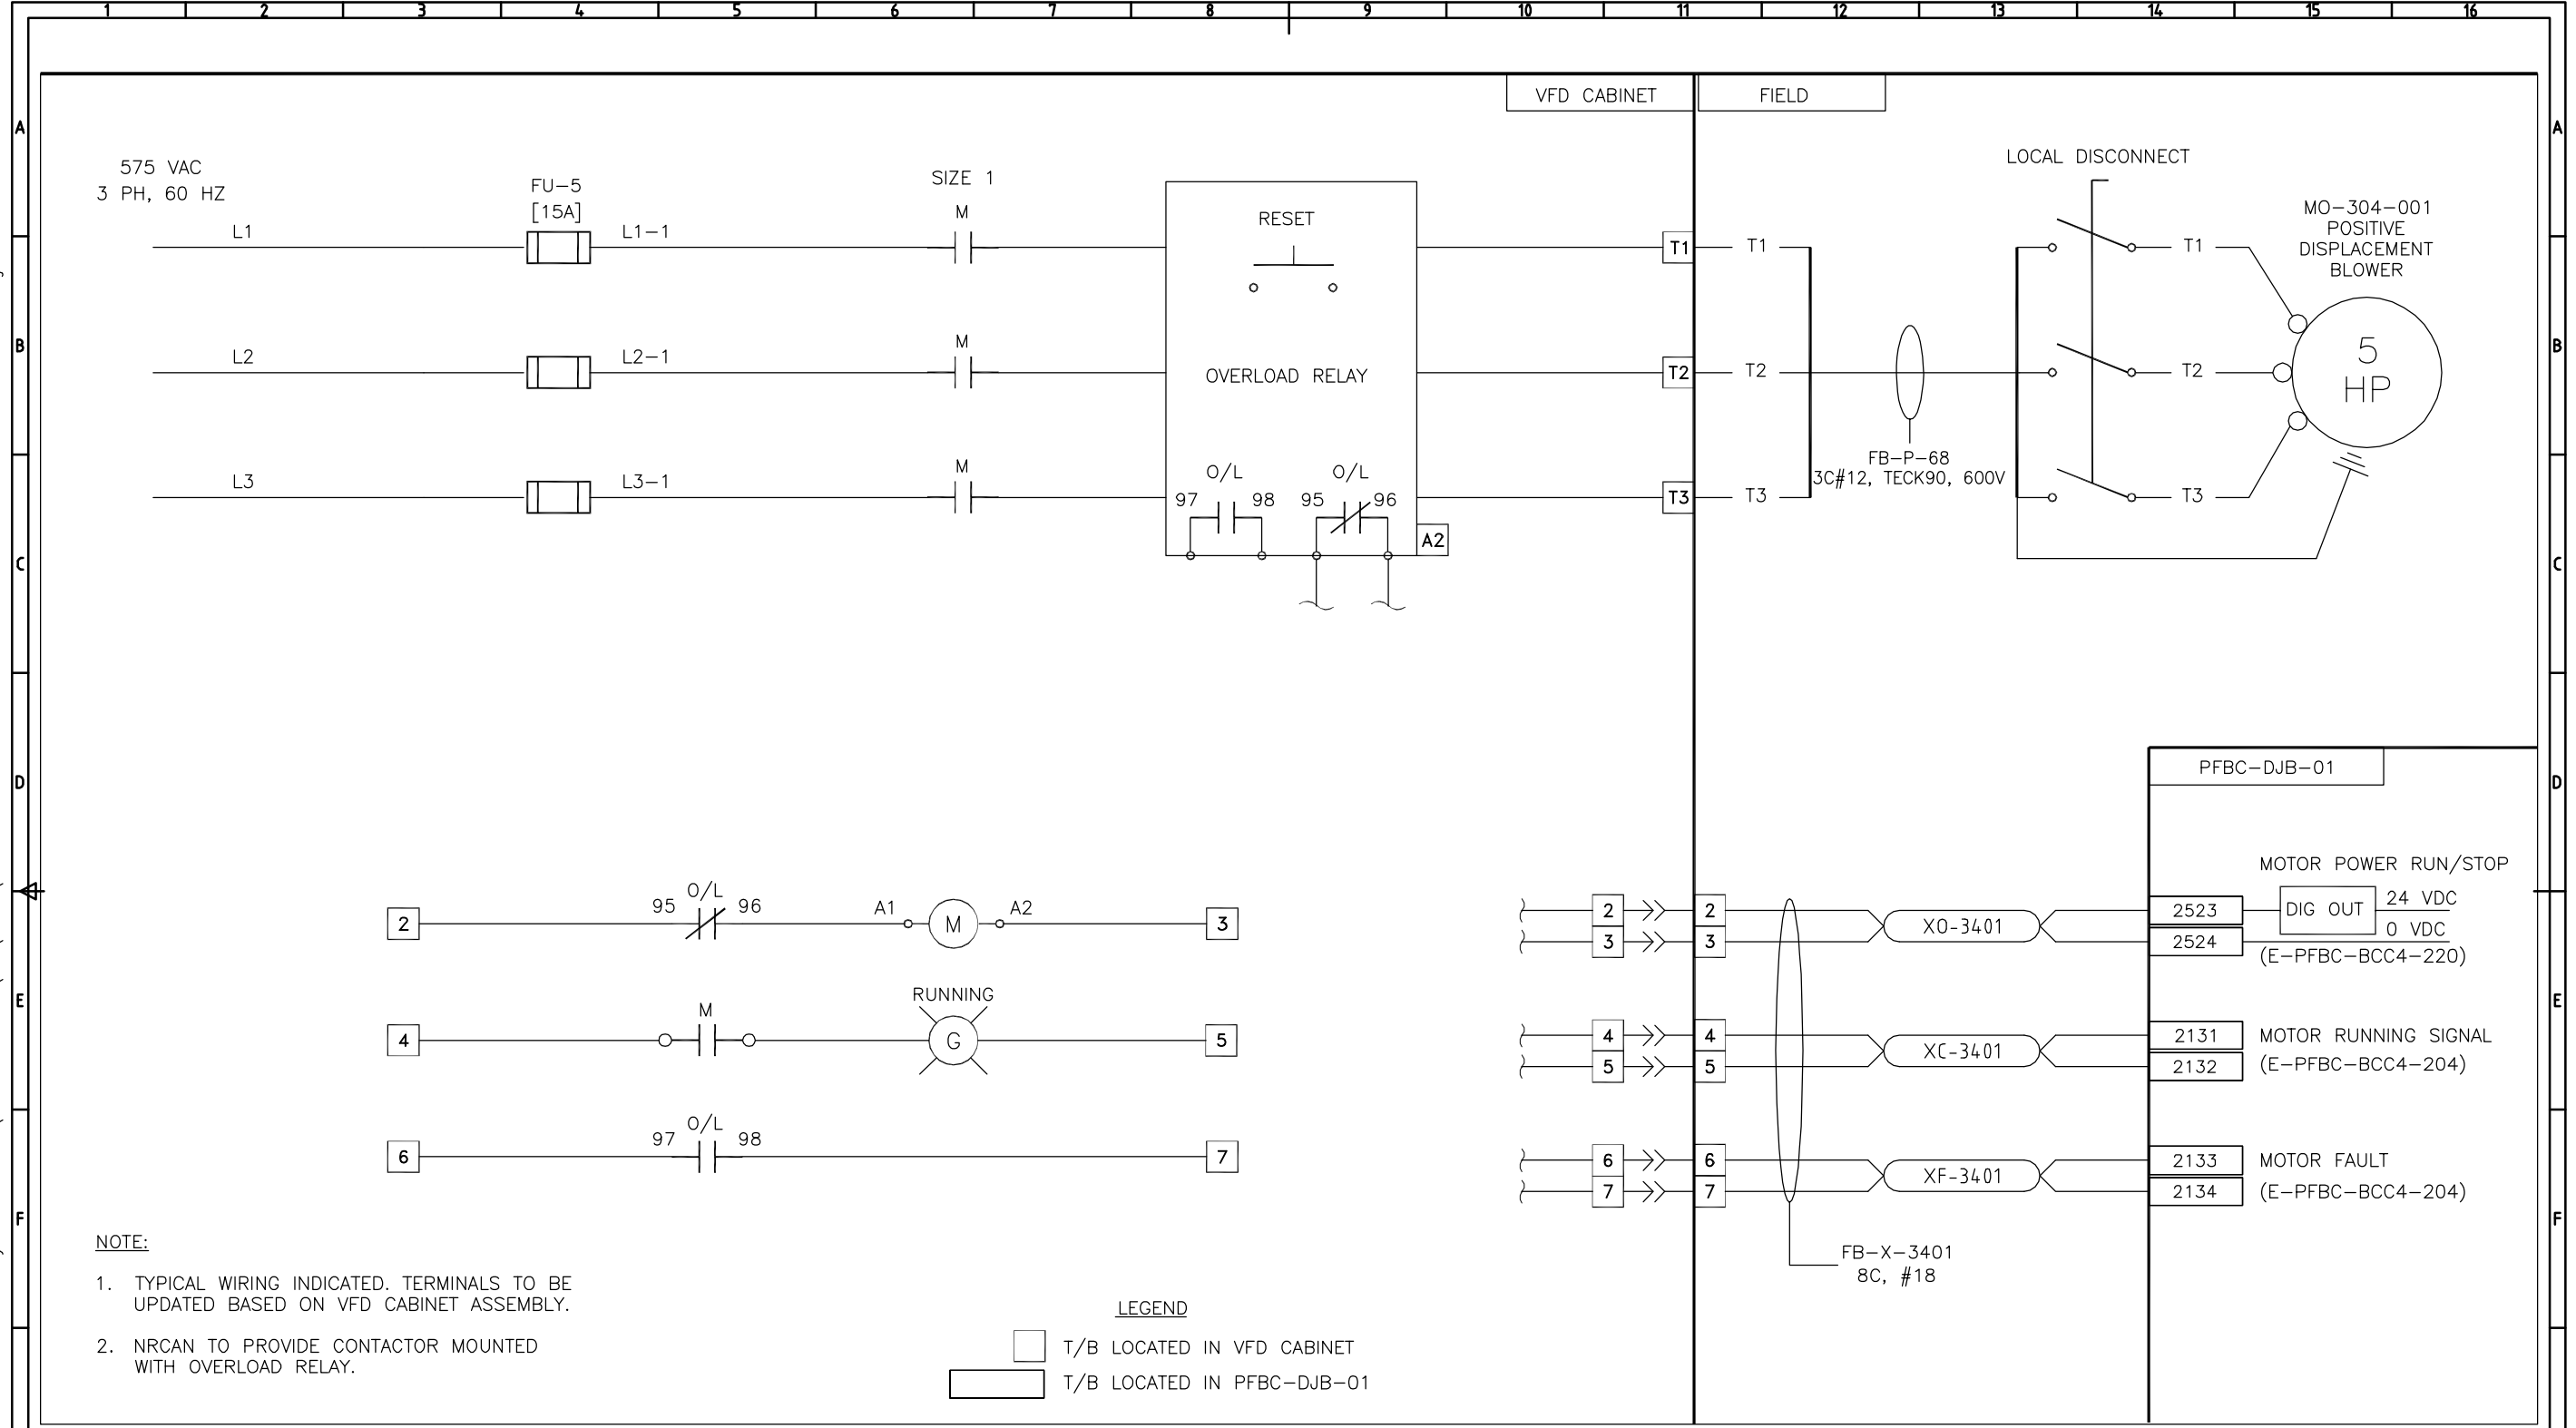 1 2 3 4 5 6 7 8 9 10 11 12 13 14 15 16
VFD CABINET
FIELD
A
A
LOCAL DISCONNECT
575 VAC
3 PH, 60 HZ
FU-5
[15A]
SIZE 1
M
RESET
MO-304-001
POSITIVE
DISPLACEMENT
BLOWER
L1
L1-1
T1
T1
T1
B
B
M
L2
L2-1
OVERLOAD RELAY
T2
T2
T2
5
HP
FB-P-68
3C#12, TECK90, 600V
M
L3
L3-1
O/L
O/L
97
98
95
96
T3
T3
T3
A2
C
C
D
D
PFBC-DJB-01
MOTOR POWER RUN/STOP
2
95
O/L
96
A1
M
A2
3
2
2
XO-3401
2523
DIG OUT
24 VDC
3
3
2524
0 VDC
(E-PFBC-BCC4-220)
E
E
RUNNING
4
M
G
5
4
4
XC-3401
2131
MOTOR RUNNING SIGNAL
5
5
2132
(E-PFBC-BCC4-204)
6
97
O/L
98
7
6
6
XF-3401
2133
MOTOR FAULT
7
7
2134
(E-PFBC-BCC4-204)
F
F
FB-X-3401
8C, #18
NOTE:
1. TYPICAL WIRING INDICATED. TERMINALS TO BE
UPDATED BASED ON VFD CABINET ASSEMBLY.
2. NRCAN TO PROVIDE CONTACTOR MOUNTED
WITH OVERLOAD RELAY.
LEGEND
T/B LOCATED IN VFD CABINET
T/B LOCATED IN PFBC-DJB-01